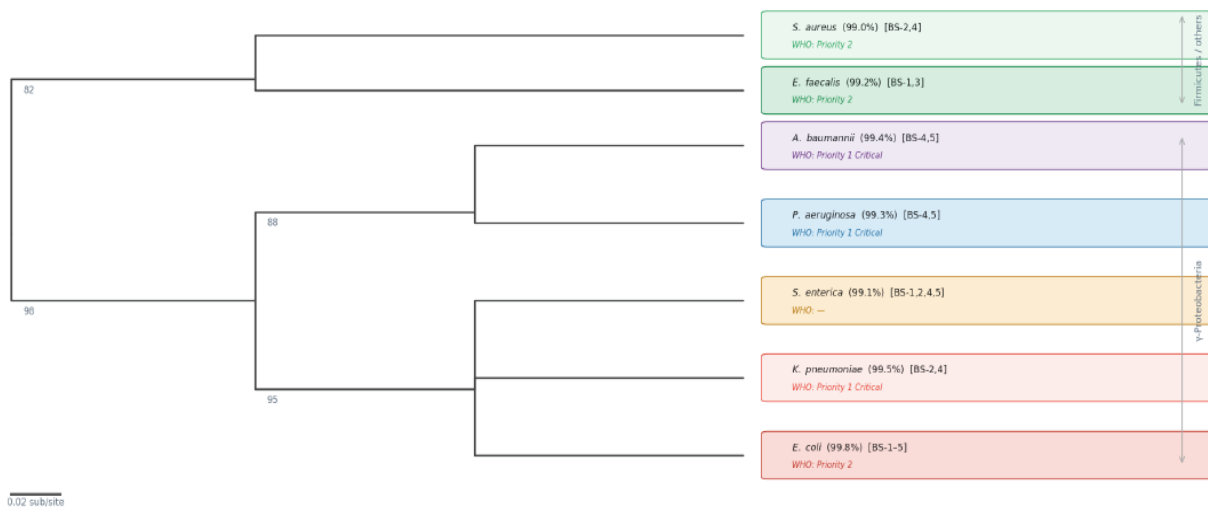 S. aureus (99.0%) [BS-2,4]
WHO: Priority 2
E. faecalis (99.2%) [BS-1,3]
WHO: Priority 2
Firmicutes / others
82
A. baumannii (99.4%) [BS-4,5]
WHO: Priority 1 Critical
P. aeruginosa (99.3%) [BS-4,5]
WHO: Priority 1 Critical
88
S. enterica (99.1%) [BS-1,2,4,5]
WHO: —
γ-Proteobacteria
98
K. pneumoniae (99.5%) [BS-2,4]
WHO: Priority 1 Critical
95
E. coli (99.8%) [BS-1–5]
WHO: Priority 2
0.02 sub/site